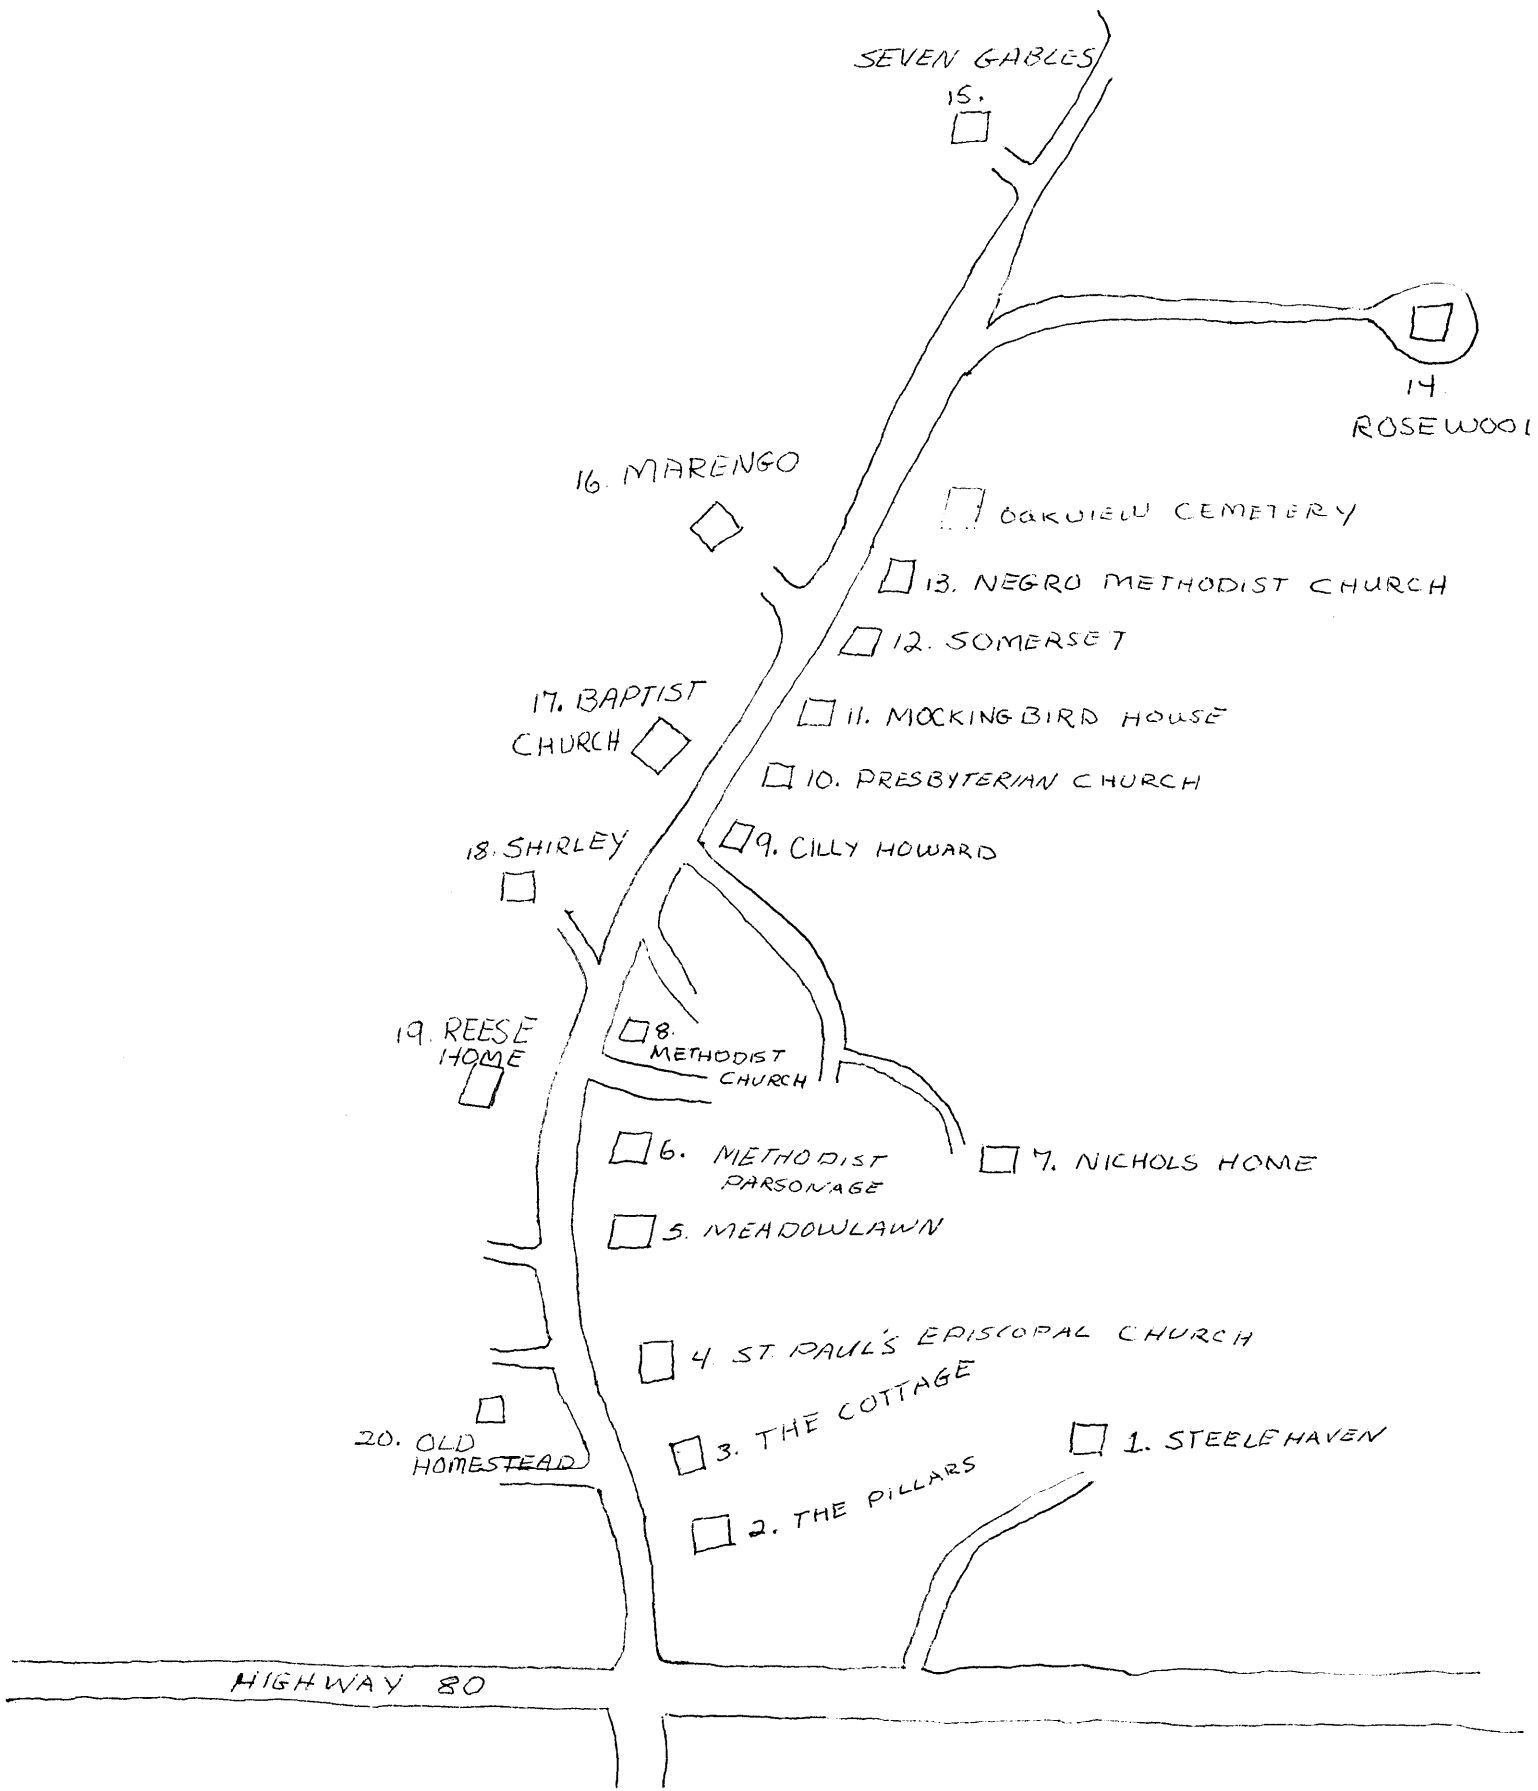 SEVEN GABLES
15.
14.
ROSEWOO
16. MARENGO
OAKVIEW CEMETERY
13. NEGRO METHODIST CHURCH
12. SOMERSET
17. BAPTIST
CHURCH
11. MOCKINGBIRD HOUSE
10. PRESBYTERIAN CHURCH
18. SHIRLEY
9. CILLY HOWARD
19. REESE
HOME
8.
METHODIST
CHURCH
6. METHODIST
PARSONAGE
7. NICHOLS HOME
5. MEADOWLAWN
4. ST. PAUL'S EPISCOPAL CHURCH
3. THE COTTAGE
20. OLD
HOMESTEAD
1. STEELEHAVEN
2. THE PILLARS
HIGHWAY 80